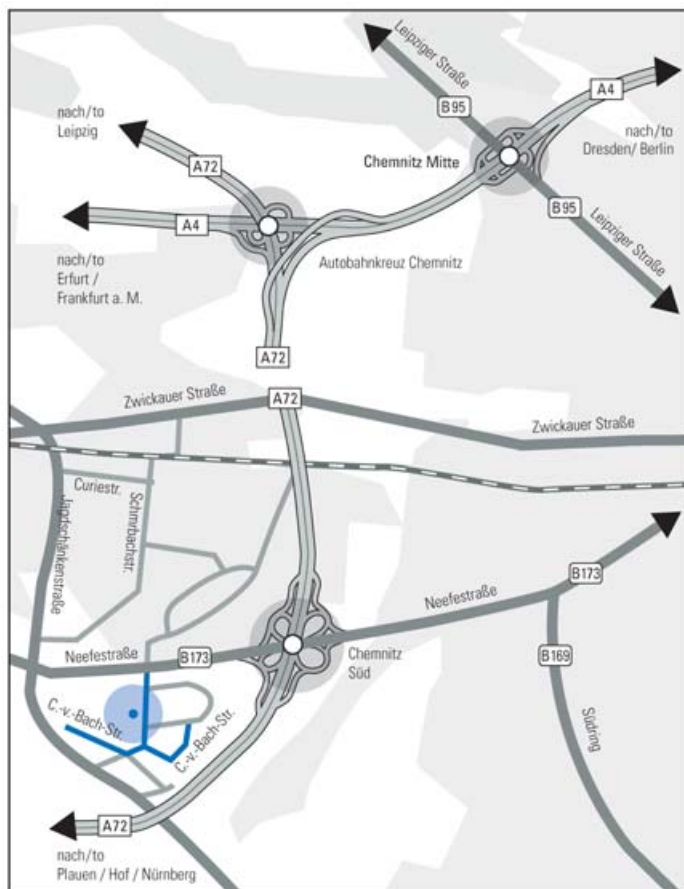 Leipziger Straße
A4
B95
nach/to
Leipzig
nach/to
Dresden/ Berlin
A72
Chemnitz Mitte
B95
Leipziger Straße
A4
nach/to
Erfurt /
Frankfurt a. M.
Autobahnkreuz Chemnitz
A72
A72
Zwickauer Straße
Zwickauer Straße
Curiestr.
Schmrbachstr.
Jagdschänkenstraße
B173
Neefestraße
Neefestraße
B173
Chemnitz
Süd
B169
Südring
C.-v.-Bach-Str.
C.-v.-Bach-Str.
A72
nach/to
Plauen / Hof / Nürnberg